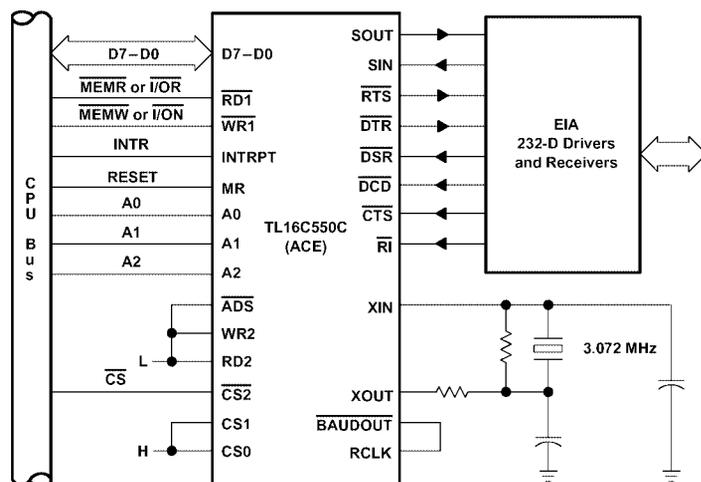 CPU Bus
D7–D0
MEMR or I/OR
MEMW or I/ON
INTR
RESET
A0
A1
A2
L
CS
H
D7–D0
RD1
WR1
INTRPT
MR
A0
A1
A2
ADS
WR2
RD2
CS2
CS1
CS0
TL16C550C
(ACE)
SOUT
SIN
RTS
DTR
DSR
DCD
CTS
RI
XIN
XOUT
BAUDOUT
RCLK
EIA
232-D Drivers
and Receivers
3.072 MHz